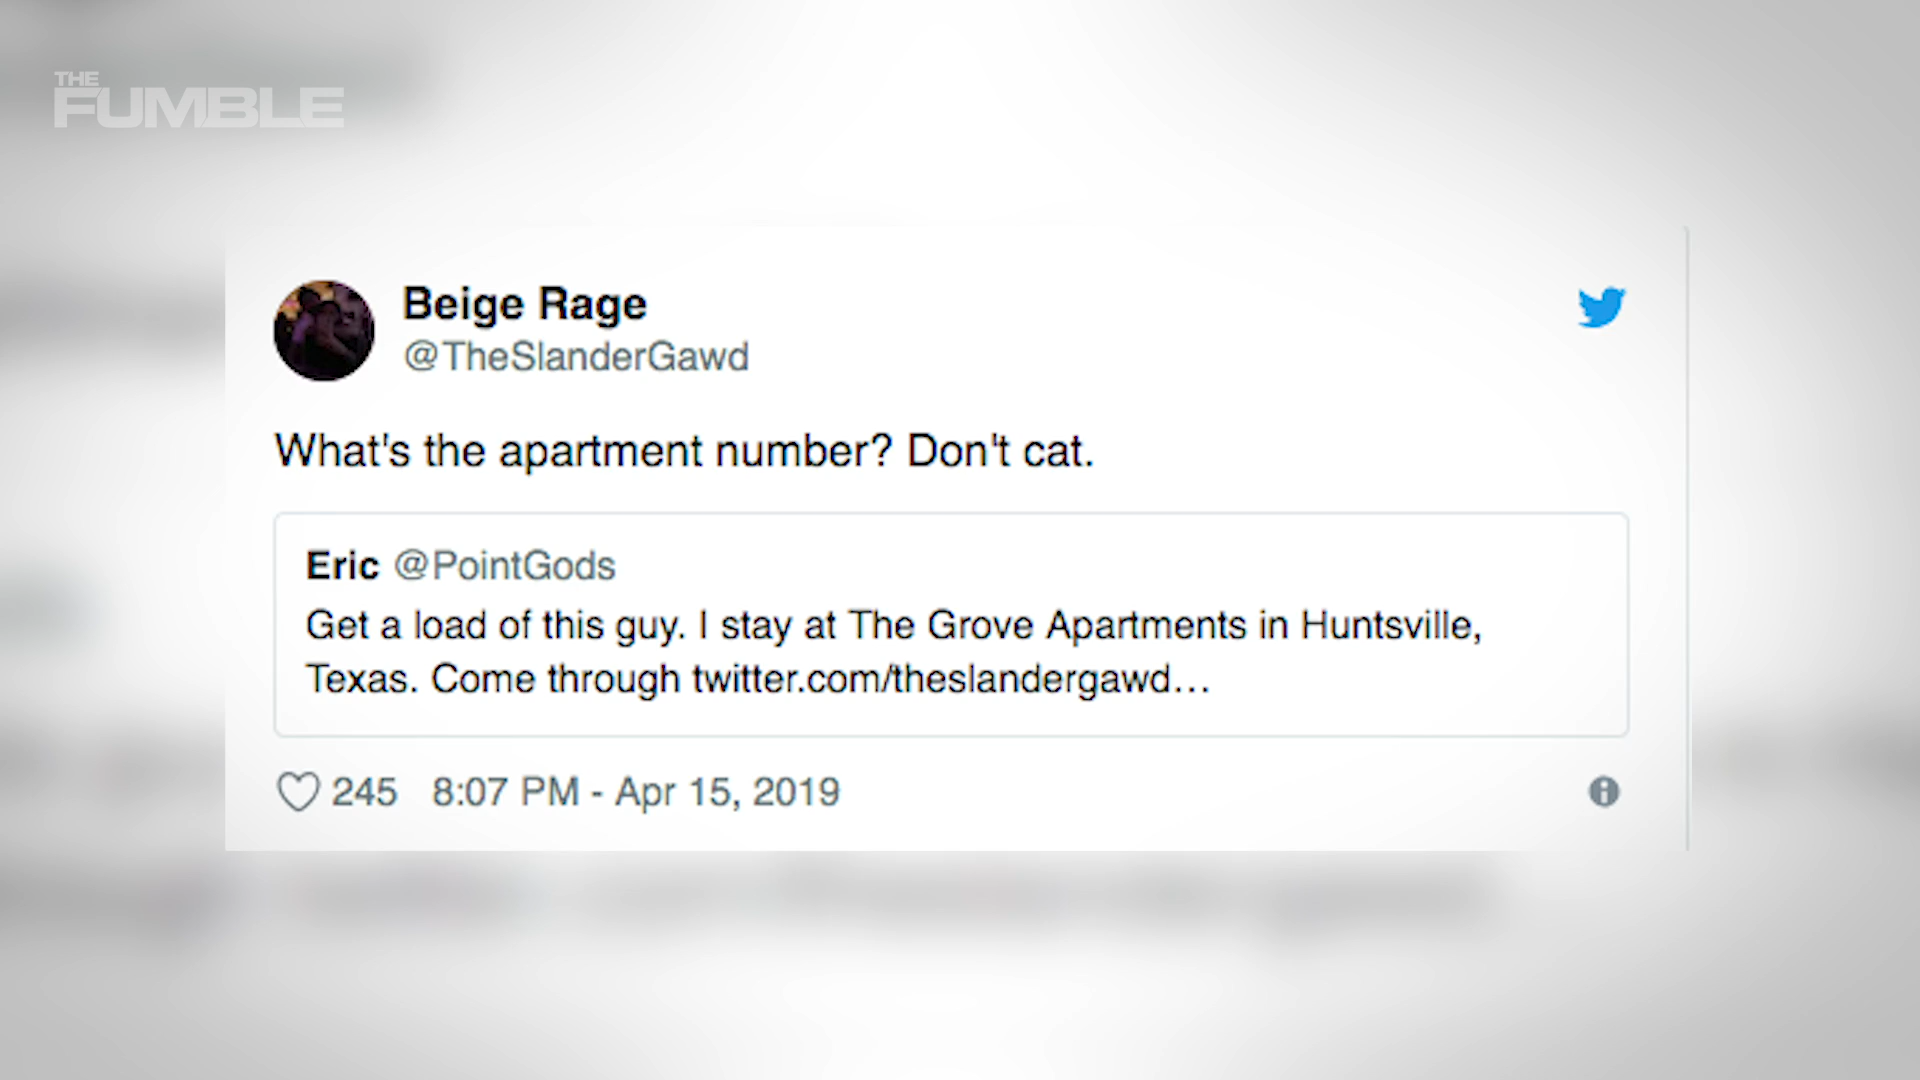 THE
FUMBLE
Beige Rage
@TheSlanderGawd
What's the apartment number? Don't cat.
Eric @PointGods
Get a load of this guy. I stay at The Grove Apartments in Huntsville,
Texas. Come through twitter.com/theslandergawd…
245 8:07 PM - Apr 15, 2019